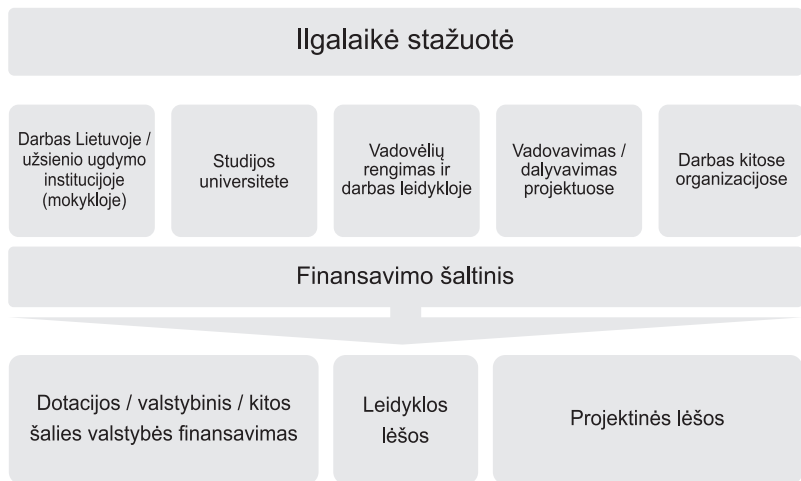 Ilgalaikė stažuotė
Darbas Lietuvoje /
užsienio ugdymo
institucijoje
(mokykloje)
Studijos
universitete
Vadovėlių
rengimas ir
darbas leidykloje
Vadovavimas /
dalyvavimas
projektuose
Darbas kitose
organizacijose
Finansavimo šaltinis
Dotacijos / valstybinis / kitos
šalies valstybės finansavimas
Leidyklos
lėšos
Projektinės lėšos